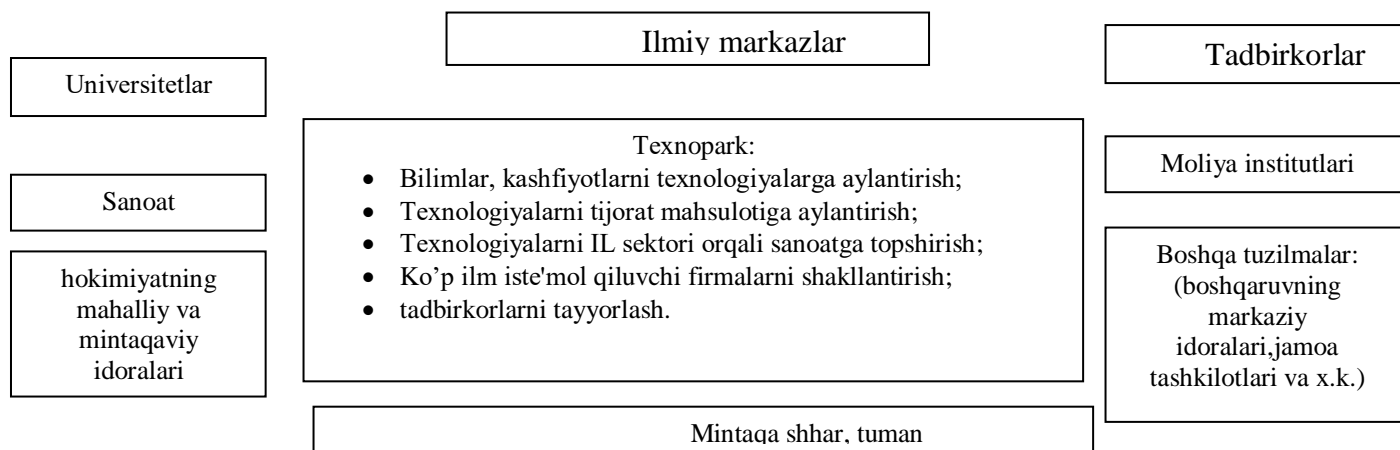 Ilmiy markazlar
Tadbirkorlar
Universitetlar
Texnopark:
• Bilimlar, kashfiyotlarni texnologiyalarga aylantirish;
• Texnologiyalarni tijorat mahsulotiga aylantirish;
• Texnologiyalarni IL sektori orqali sanoatga topshirish;
• Ko’p ilm iste'mol qiluvchi firmalarni shakllantirish;
• tadbirkorlarni tayyorlash.
Moliya institutlari
Sanoat
hokimiyatning
mahalliy va
mintaqaviy
idoralari
Boshqa tuzilmalar:
(boshqaruvning
markaziy
idoralari,jamoa
tashkilotlari va x.k.)
Mintaqa shhar, tuman